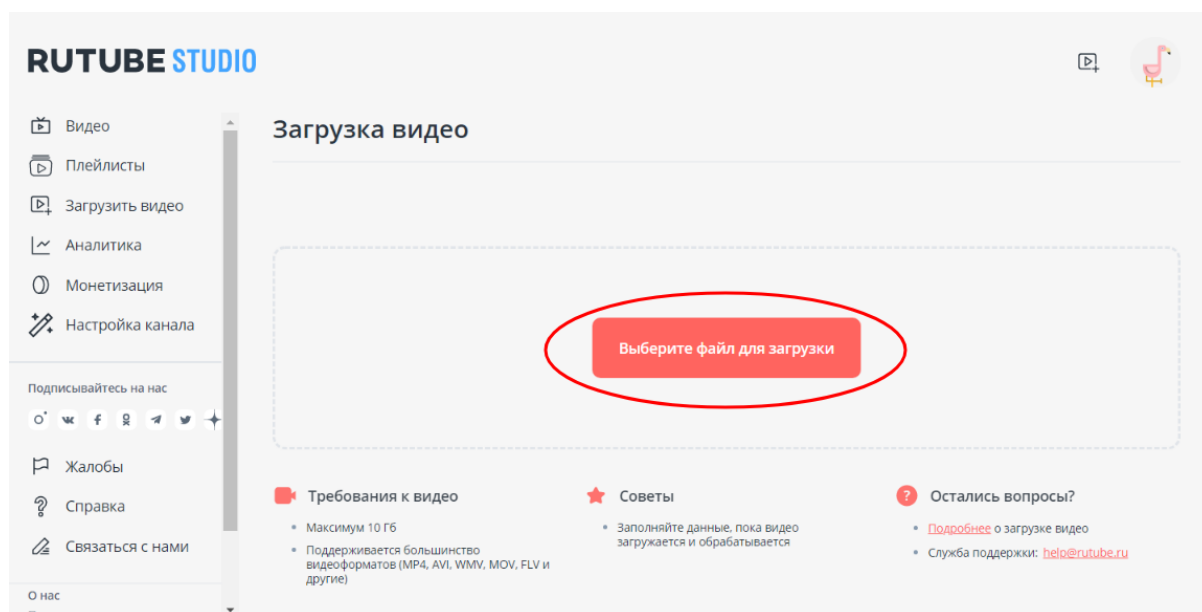 RUTUBE STUDIO
Видео
Плейлисты
Загрузить видео
Аналитика
Монетизация
Настройка канала
Подписывайтесь на нас
Жалобы
Справка
Связаться с нами
О нас
Загрузка видео
Выберите файл для загрузки
Требования к видео
Максимум 10 Гб
Поддерживается большинство
видеоформатов (MP4, AVI, WMV, MOV, FLV и
другие)
Советы
Заполняйте данные, пока видео
загружается и обрабатывается
Остались вопросы?
Подробнее о загрузке видео
Служба поддержки: help@rutube.ru